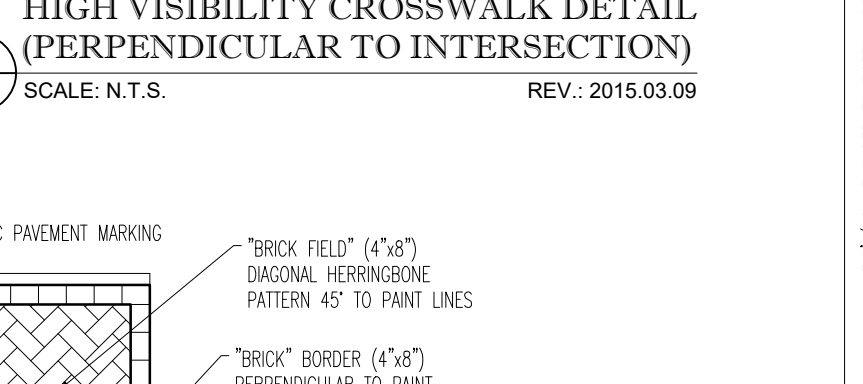 HIGH VISIBILITY CROSSWALK DETAIL
(PERPENDICULAR TO INTERSECTION)
SCALE: N.T.S.
REV.: 2015.03.09
PAVEMENT MARKING
"BRICK FIELD" (4"x8")
DIAGONAL HERRINGBONE
PATTERN 45° TO PAINT LINES
"BRICK" BORDER (4"x8")
PERPENDICULAR TO PAINT